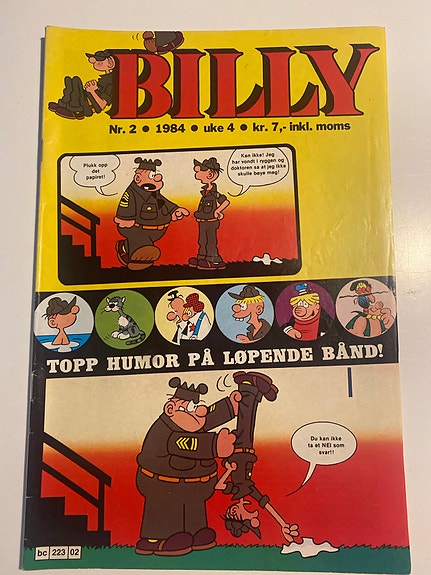 BILLY
Nr. 2 • 1984 • uke 4 • kr. 7,- inkl. moms
Plukk opp
det
papiret!
Kan ikke! Jeg
har vondt i ryggen og
doktoren sa at jeg ikke
skulle bøye meg!
TOPP HUMOR PÅ LØPENDE BÅND!
Du kan ikke
ta et NEI som
svar!!
bc 223 02